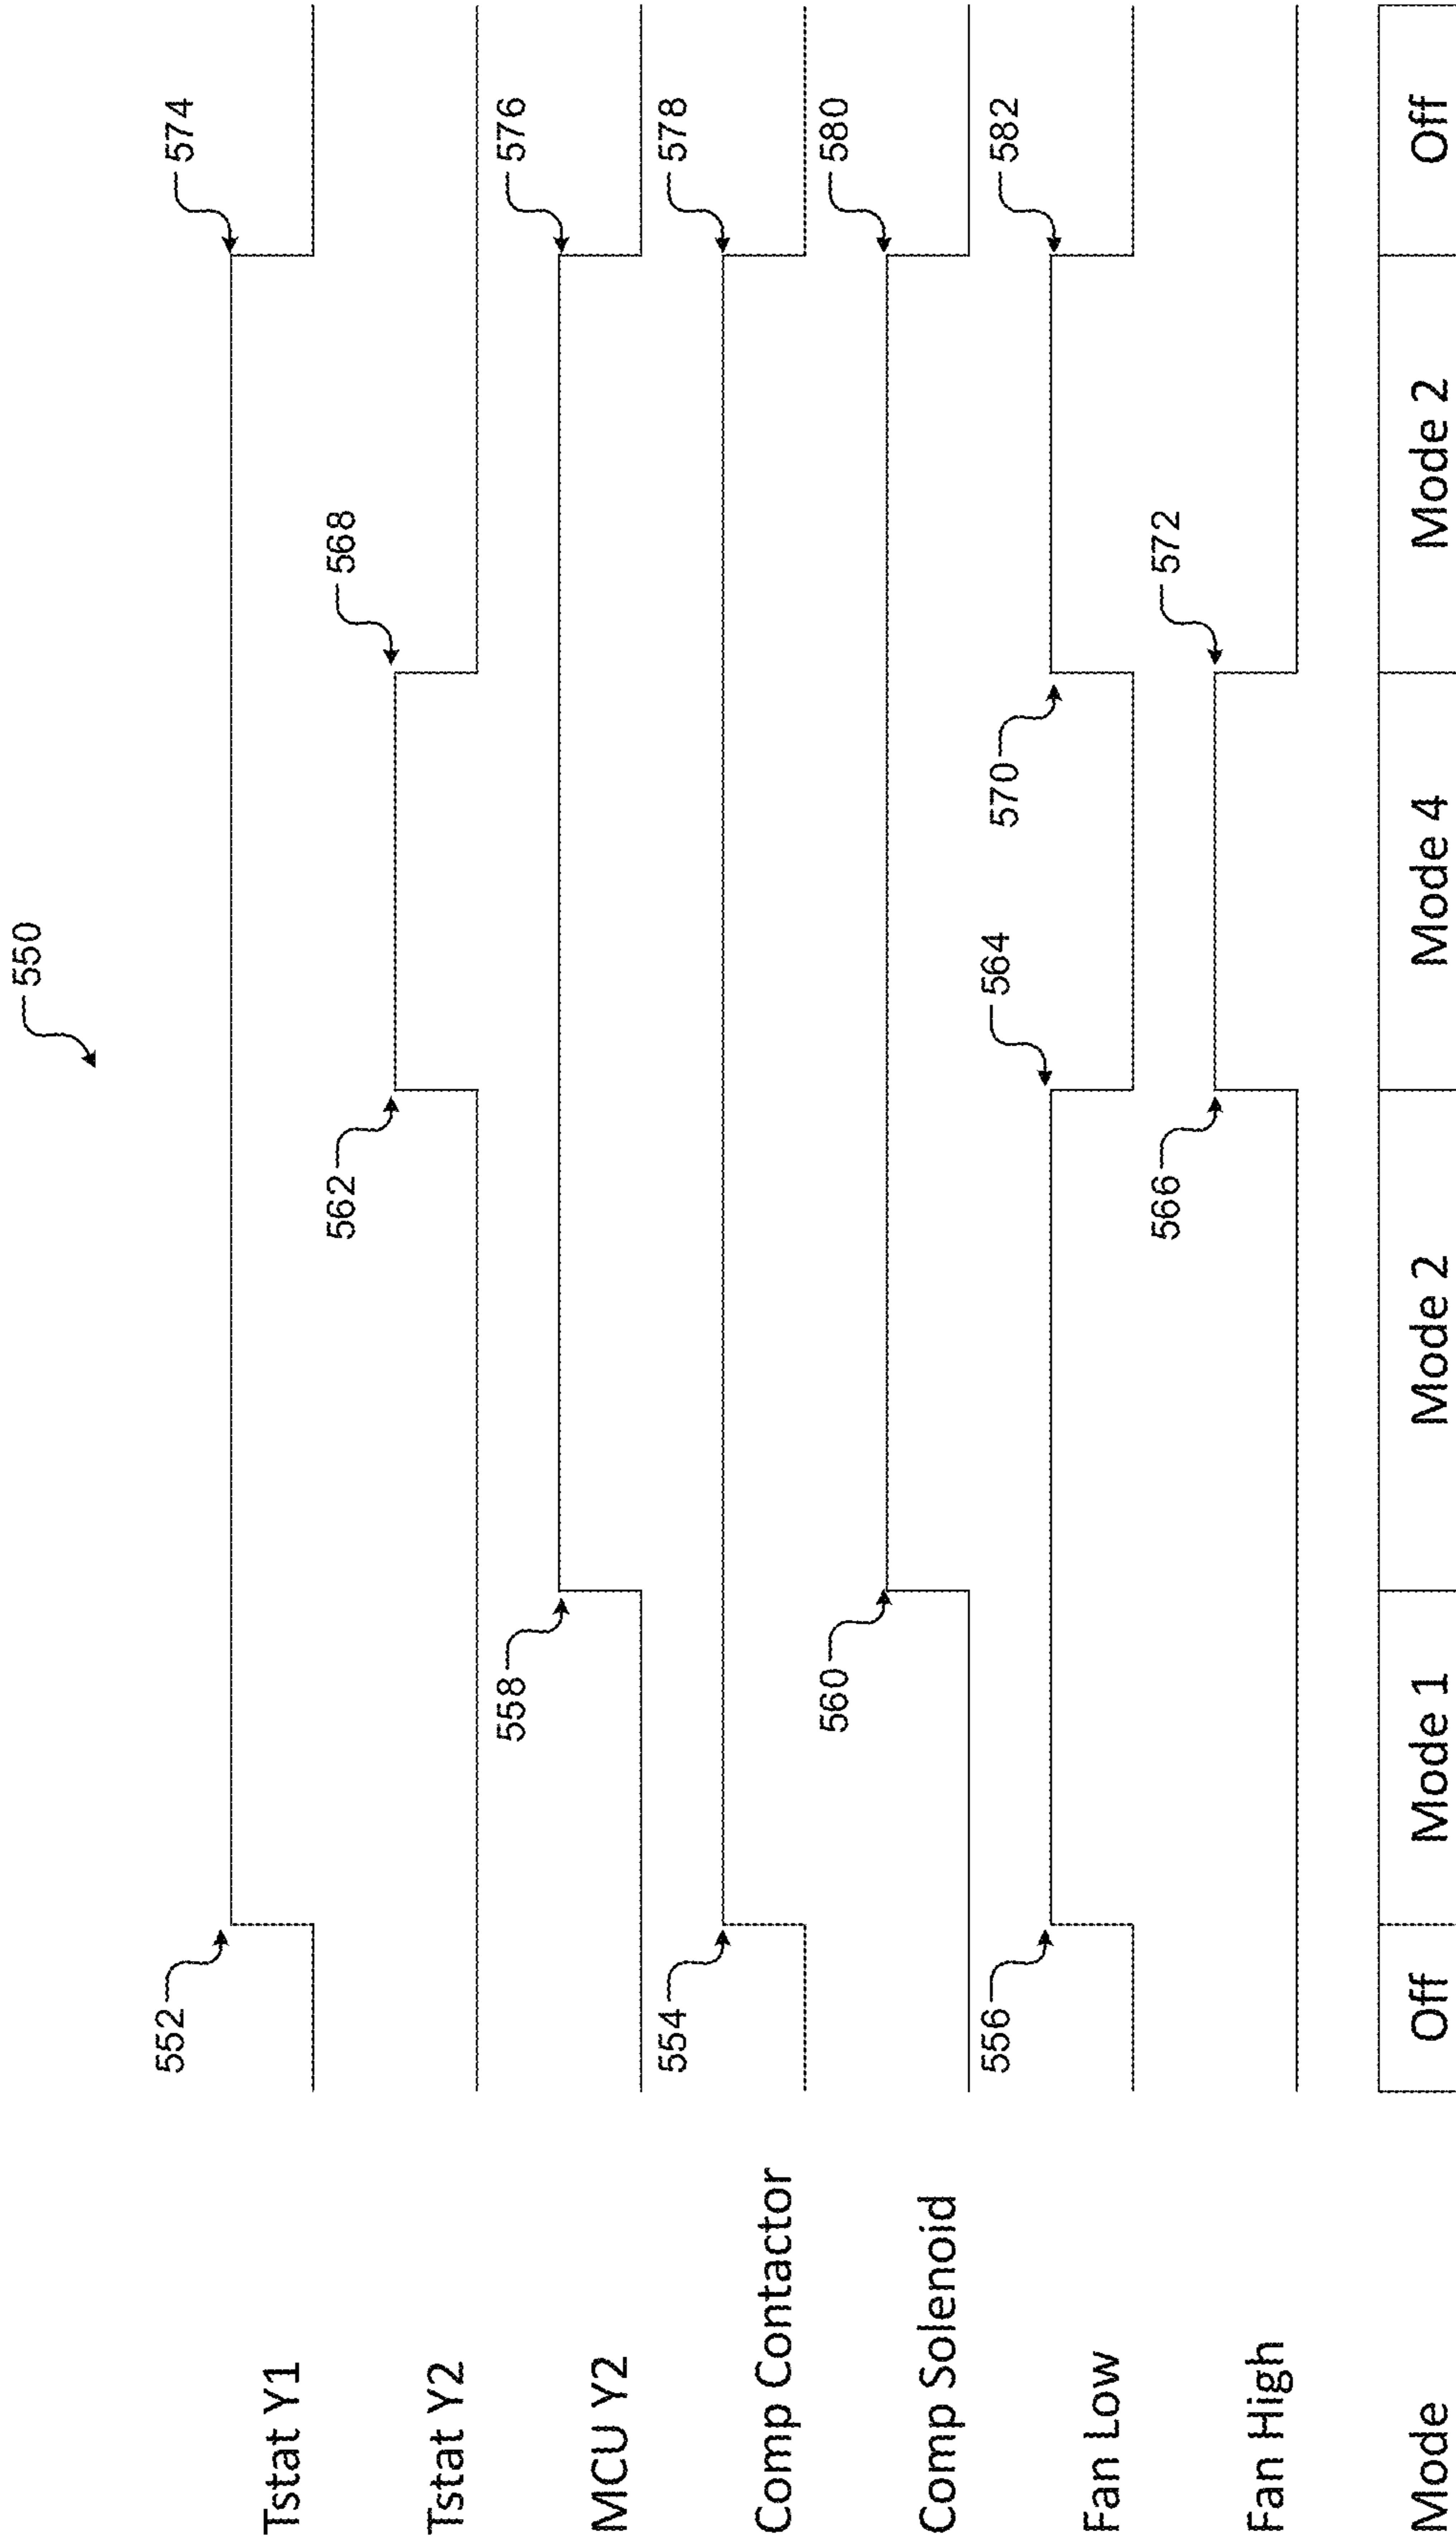 550
Tstat Y1
552
574
Tstat Y2
562
568
MCU Y2
558
576
Comp Contactor
554
578
Comp Solenoid
560
580
Fan Low
556
564
570
582
Fan High
566
572
Mode
Off
Mode 1
Mode 2
Mode 4
Mode 2
Off